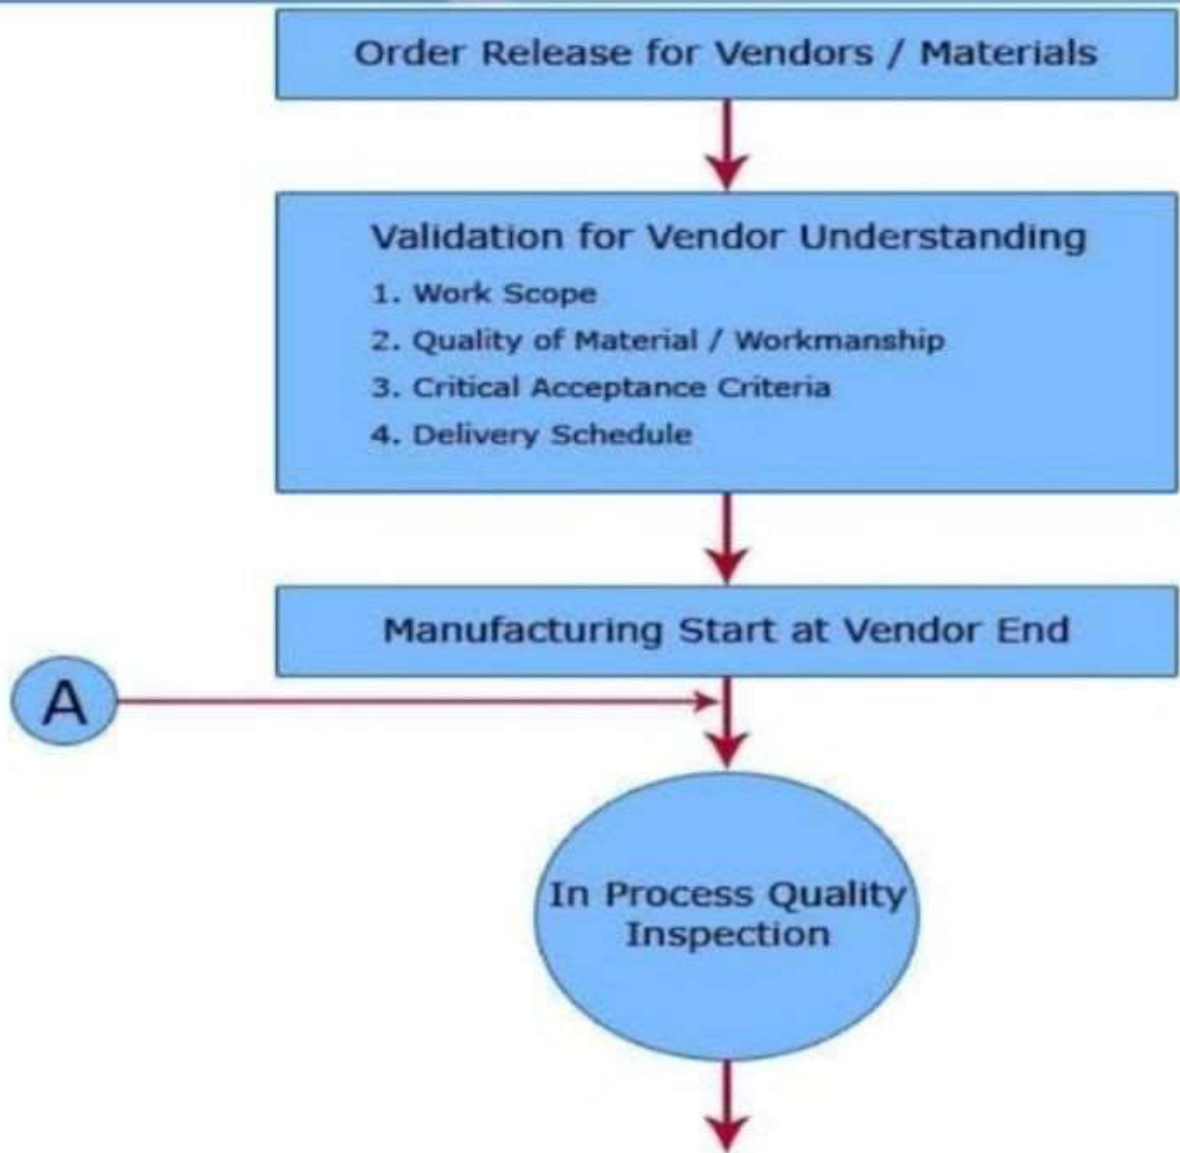 Order Release for Vendors / Materials
Validation for Vendor Understanding
1. Work Scope
2. Quality of Material / Workmanship
3. Critical Acceptance Criteria
4. Delivery Schedule
Manufacturing Start at Vendor End
A
In Process Quality
Inspection